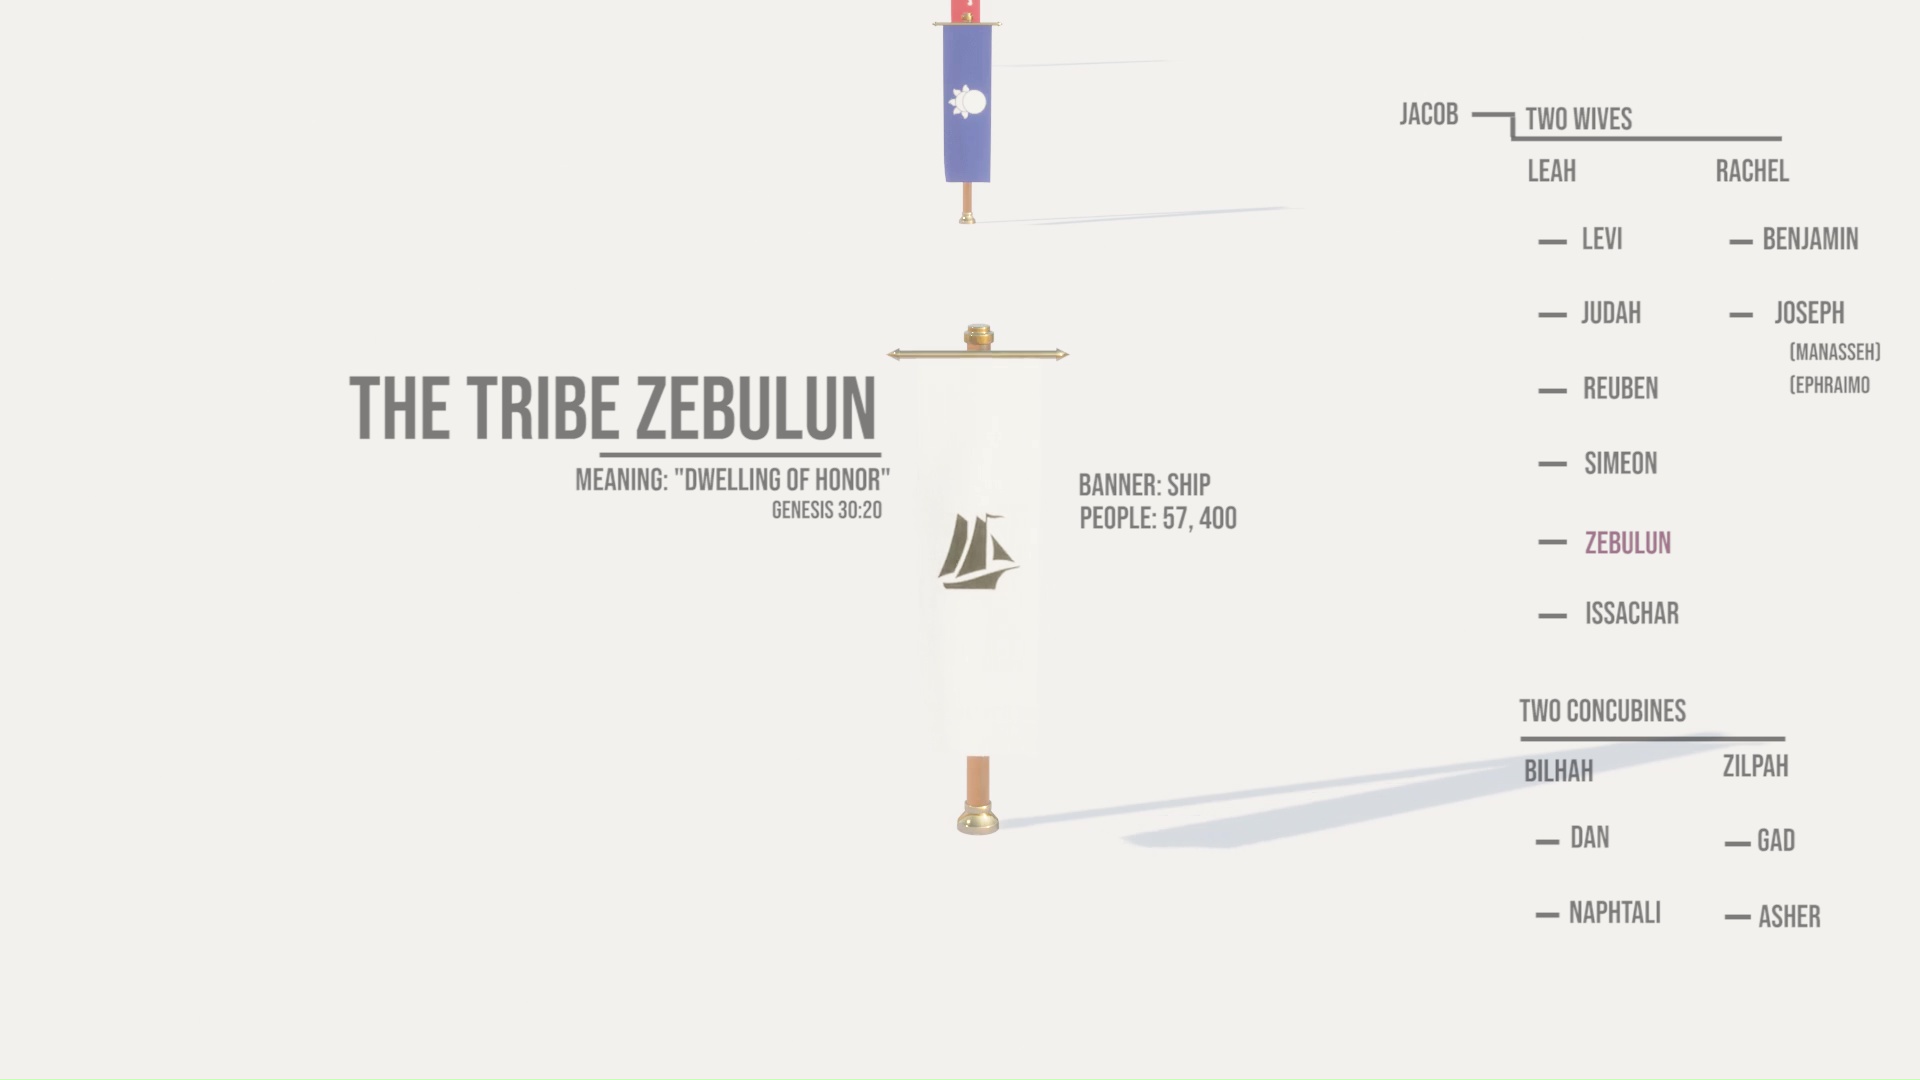 THE TRIBE ZEBULUN
MEANING: "DWELLING OF HONOR"
GENESIS 30:20
BANNER: SHIP
PEOPLE: 57, 400
JACOB
TWO WIVES
LEAH
RACHEL
LEVI
BENJAMIN
JUDAH
JOSEPH
(MANASSEH)
(EPHRAIMO
REUBEN
SIMEON
ZEBULUN
ISSACHAR
TWO CONCUBINES
BILHAH
ZILPAH
DAN
GAD
NAPHTALI
ASHER